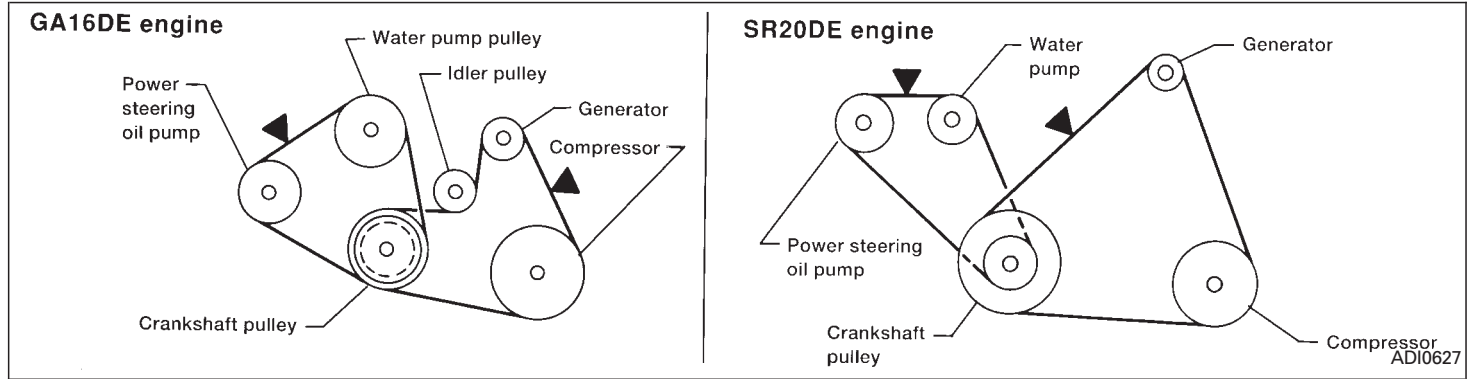 GA16DE engine
Water pump pulley
Idler pulley
Power
steering
oil pump
Generator
Compressor
Crankshaft pulley
SR20DE engine
Water
pump
Generator
Power steering
oil pump
Crankshaft
pulley
Compressor
ADI0627